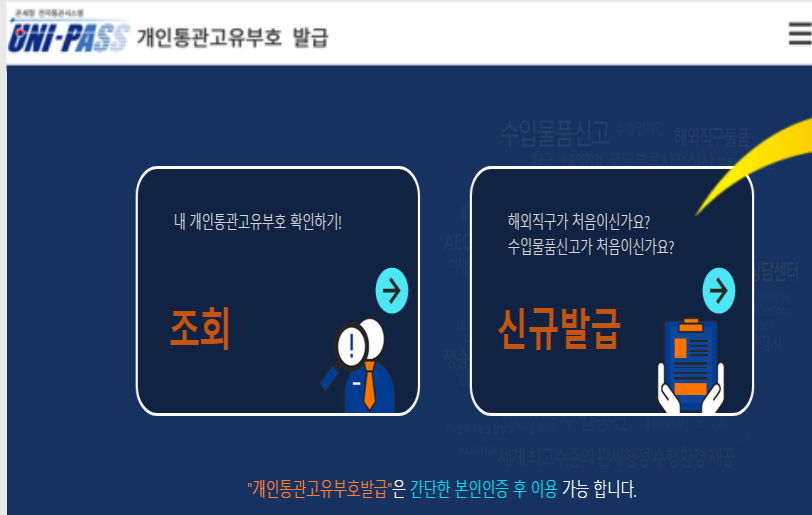 관세청 전자통관시스템
UNI-PASS 개인통관고유부호 발급
수입물품신고
해외직구물품
내 개인통관고유부호 확인하기!
조회
해외직구가 처음이신가요?
수입물품신고가 처음이신가요?
신규발급
AEO
상담센터
세계 최고수준의 관세행정 수행환경 제공
"개인통관고유부호발급"은 간단한 본인인증 후 이용 가능 합니다.